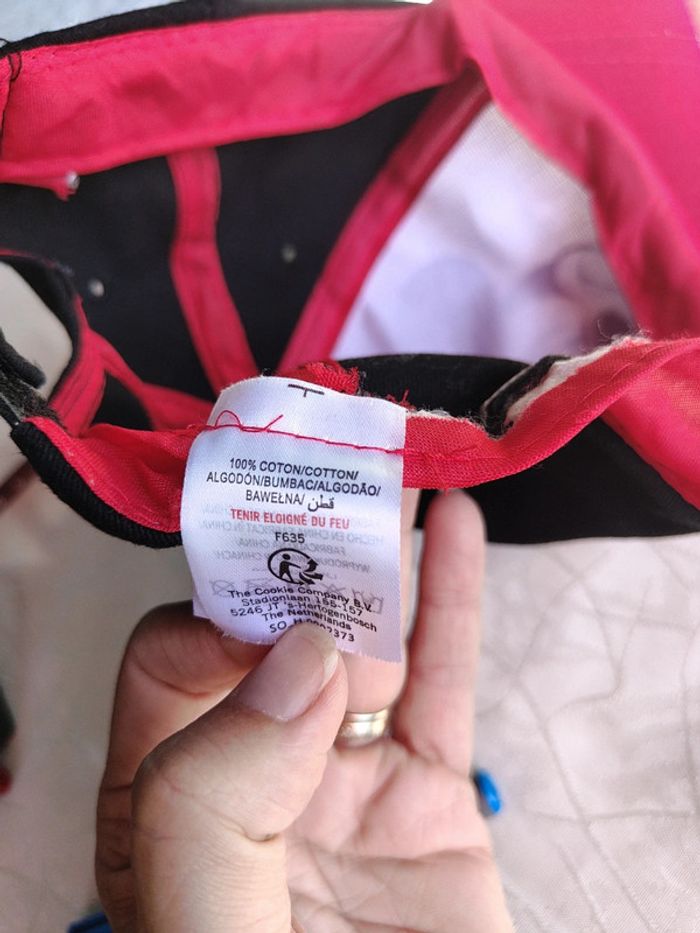 100% COTON/COTTON/
ALGODÓN/BUMBAC/ALGODÃO/
BAWEŁNA/ قطن
TENIR ELOIGNÉ DU FEU
F635
The Cookie Company B.V.
Stadionlaan 155-157
5246 JT 's-Hertogenbosch
The Netherlands
SO H